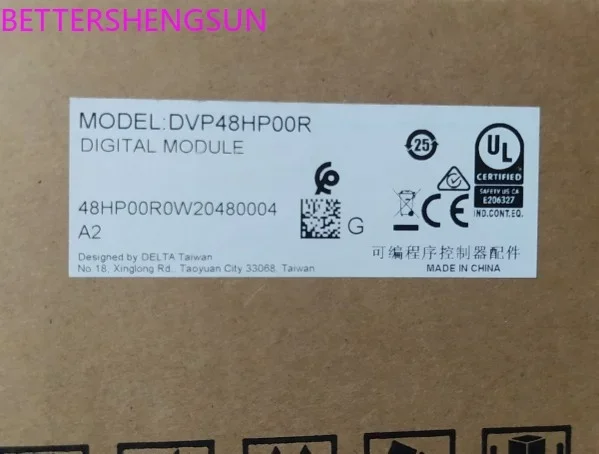 BETTERSHENGSUN
MODEL:DVP48HP00R
DIGITAL MODULE
25
UL
CERTIFIED
SAFETY US CA
E206327
IND.CONT.EQ.
48HP00R0W20480004
A2
G
CE
Designed by DELTA Taiwan
No 18, Xinglong Rd., Taoyuan City 33068, Taiwan
可编程序控制器配件
MADE IN CHINA